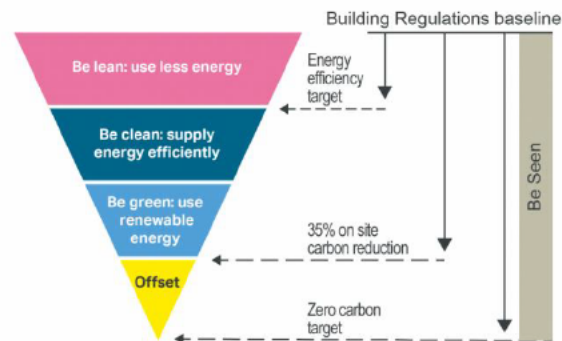 Building Regulations baseline
Be lean: use less energy
Energy
efficiency
target
Be clean: supply
energy efficiently
Be green: use
renewable
energy
35% on site
carbon reduction
Offset
Zero carbon
target
Be Seen